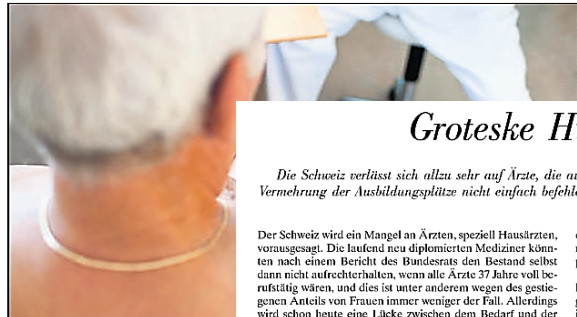 Groteske H
Die Schweiz verlässt sich allzu sehr auf Ärzte, die au
Vermehrung der Ausbildungsplätze nicht einfach befehle
Der Schweiz wird ein Mangel an Ärzten, speziell Hausärzten,
vorausgesagt. Die laufend neu diplomierten Mediziner könn-
ten nach einem Bericht des Bundesrats den Bestand selbst
dann nicht aufrechterhalten, wenn alle Ärzte 37 Jahre voll be-
rufstätig wären, und dies ist unter anderem wegen des gestie-
genen Anteils von Frauen immer weniger der Fall. Allerdings
wird schon heute eine Lücke zwischen dem Bedarf und der